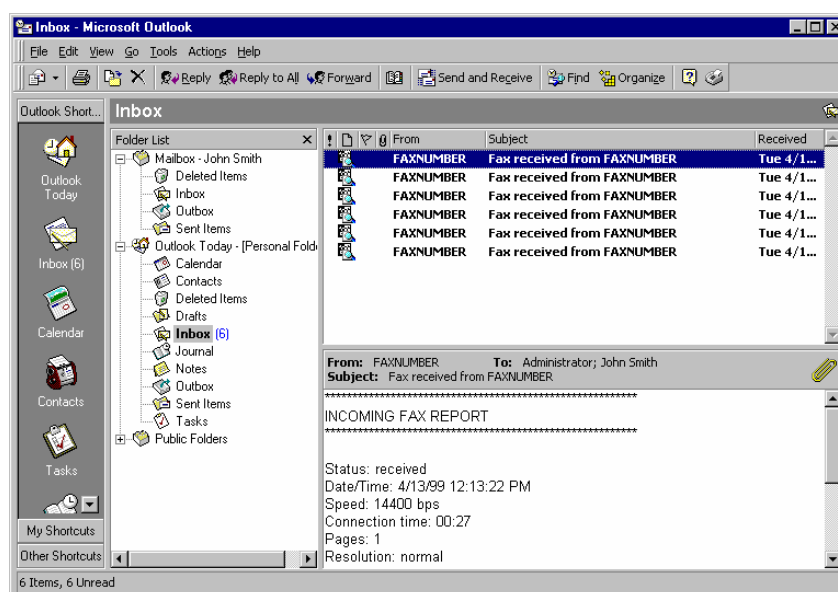 Inbox - Microsoft Outlook
File Edit View Go Tools Actions Help
Reply Reply to All Forward Send and Receive Find Organize
Outlook Short... Inbox
Outlook Today
Inbox (6)
Calendar
Contacts
Tasks
My Shortcuts
Other Shortcuts
Folder List
Mailbox - John Smith
Deleted Items
Inbox
Outbox
Sent Items
Outlook Today - [Personal Fold
Calendar
Contacts
Deleted Items
Drafts
Inbox (6)
Journal
Notes
Outbox
Sent Items
Tasks
Public Folders
From Subject Received
FAXNUMBER Fax received from FAXNUMBER Tue 4/1...
FAXNUMBER Fax received from FAXNUMBER Tue 4/1...
FAXNUMBER Fax received from FAXNUMBER Tue 4/1...
FAXNUMBER Fax received from FAXNUMBER Tue 4/1...
FAXNUMBER Fax received from FAXNUMBER Tue 4/1...
FAXNUMBER Fax received from FAXNUMBER Tue 4/1...
From: FAXNUMBER To: Administrator; John Smith
Subject: Fax received from FAXNUMBER
INCOMING FAX REPORT
Status: received
Date/Time: 4/13/99 12:13:22 PM
Speed: 14400 bps
Connection time: 00:27
Pages: 1
Resolution: normal
6 Items, 6 Unread